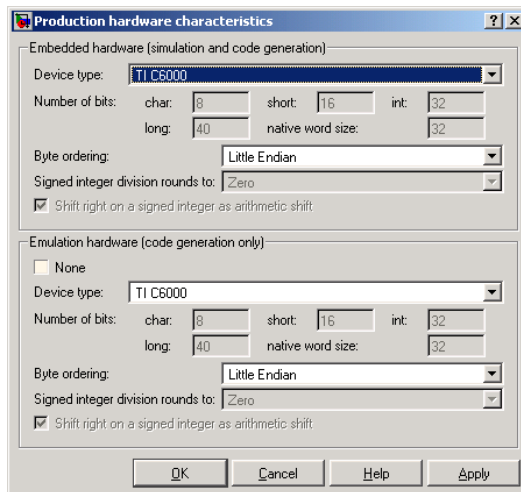 Production hardware characteristics
Embedded hardware (simulation and code generation)
Device type: TI C6000
Number of bits: char: 8 short: 16 int: 32
long: 40 native word size: 32
Byte ordering: Little Endian
Signed integer division rounds to: Zero
Shift right on a signed integer as arithmetic shift
Emulation hardware (code generation only)
None
Device type: TI C6000
Number of bits: char: 8 short: 16 int: 32
long: 40 native word size: 32
Byte ordering: Little Endian
Signed integer division rounds to: Zero
Shift right on a signed integer as arithmetic shift
OK Cancel Help Apply